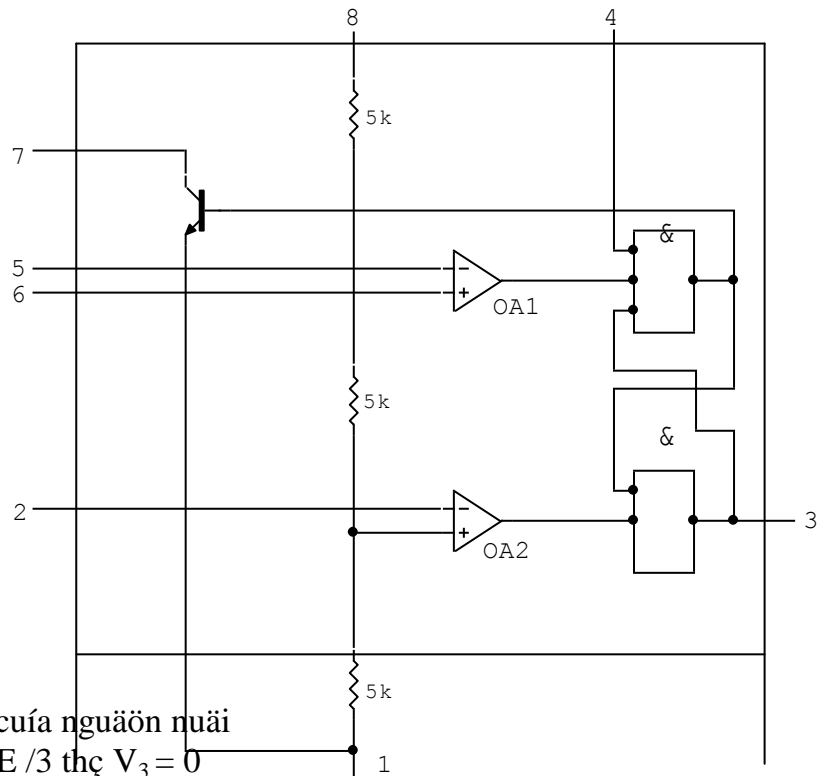 8
4
5k
7
&
5
6
- 
+
OA1
5k
&
2
-
+
OA2
3
5k
cuía nguäön nuäi
E /3 thç V₃ = 0
1